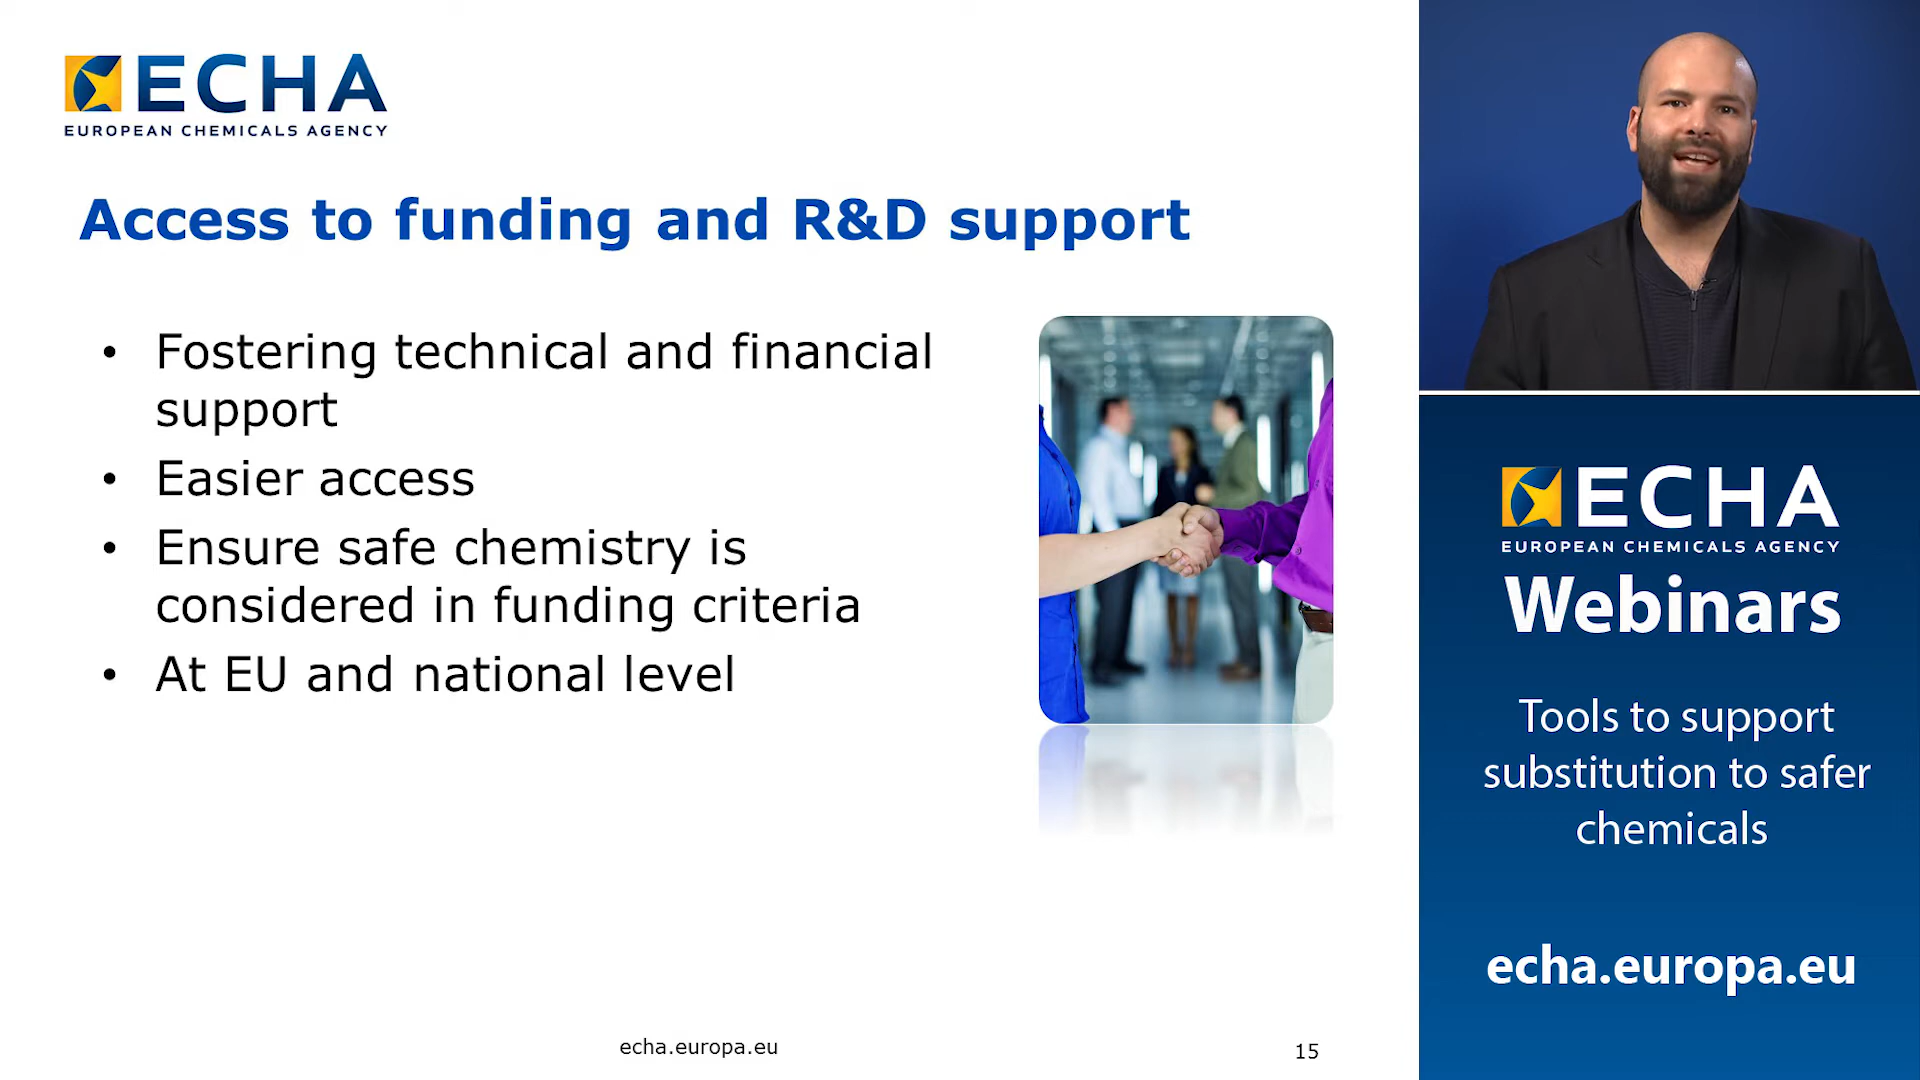 ECHA
EUROPEAN CHEMICALS AGENCY
Access to funding and R&D support
• Fostering technical and financial
support
• Easier access
• Ensure safe chemistry is
considered in funding criteria
• At EU and national level
echa.europa.eu
15
ECHA
EUROPEAN CHEMICALS AGENCY
Webinars
Tools to support
substitution to safer
chemicals
echa.europa.eu